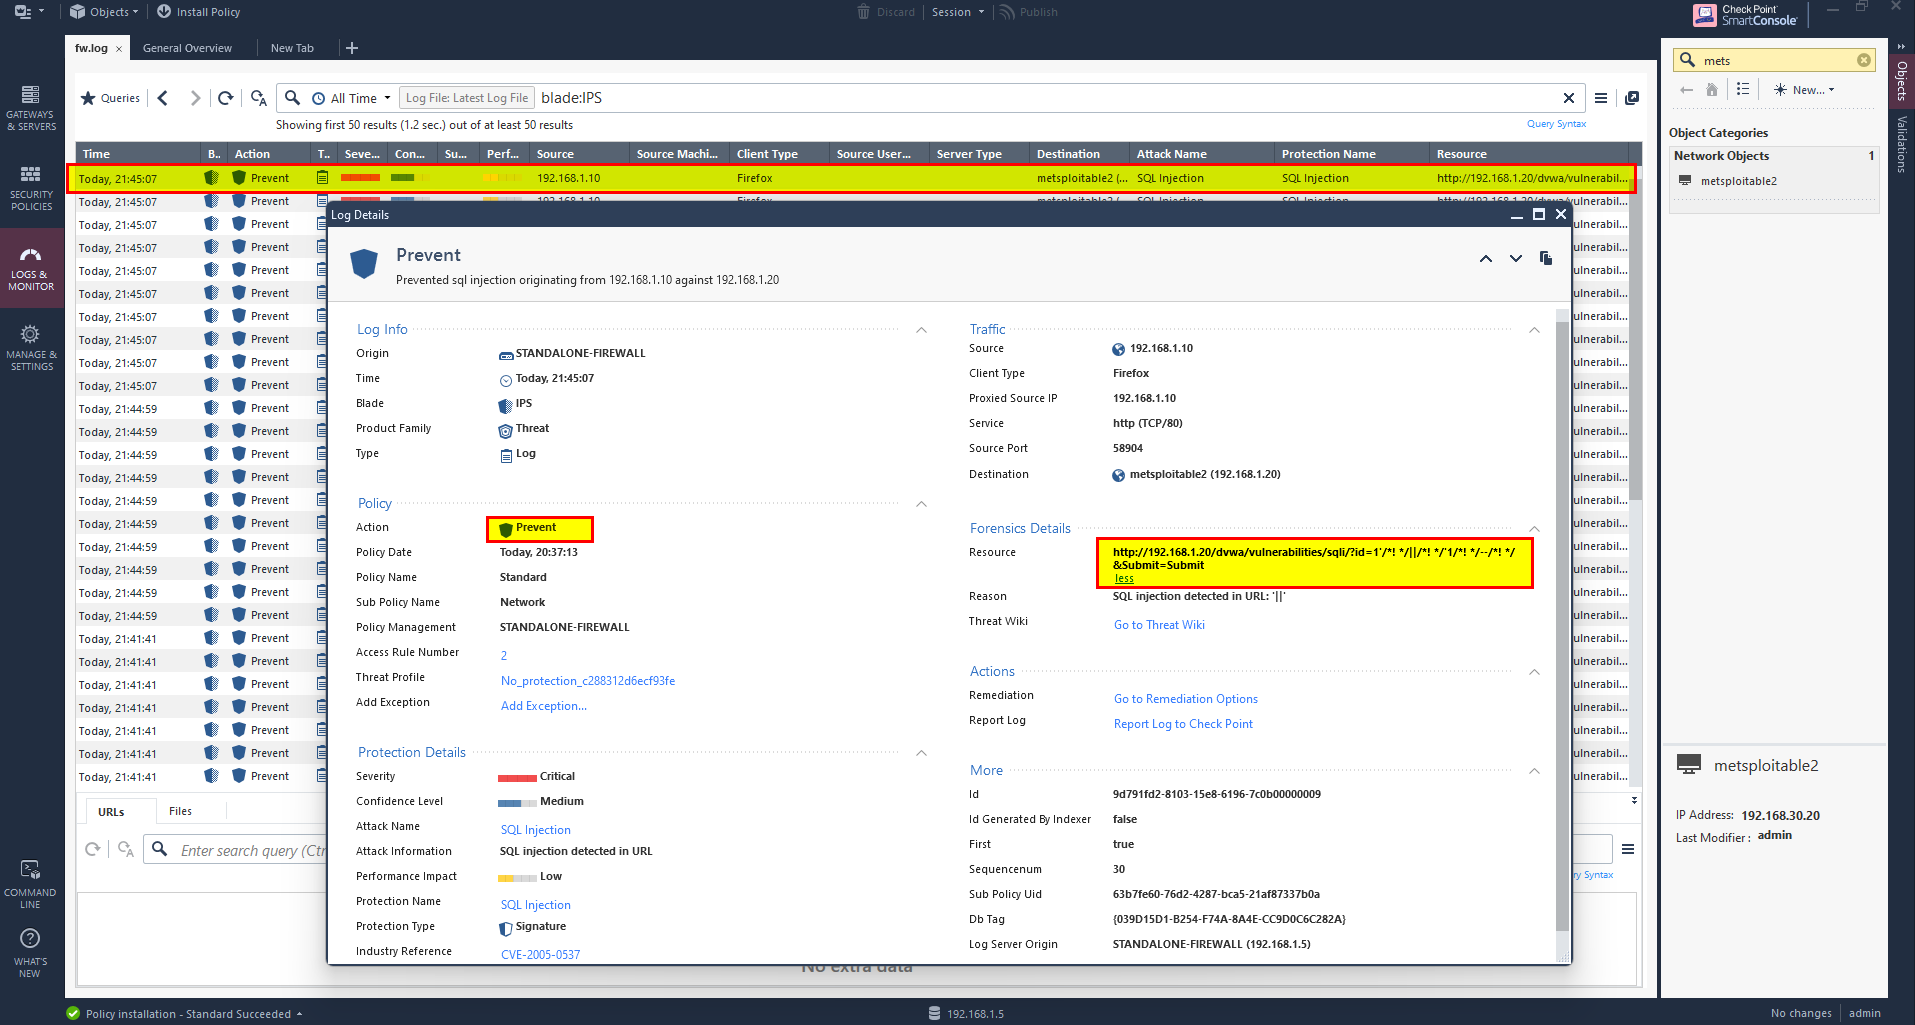 Objects
Install Policy
Discard
Session
Publish
Check Point
SmartConsole
fw.log
General Overview
New Tab
GATEWAYS
& SERVERS
SECURITY
POLICIES
LOGS &
MONITOR
MANAGE &
SETTINGS
COMMAND
LINE
WHAT'S
NEW
Queries
All Time
Log File: Latest Log File
blade:IPS
Showing first 50 results (1.2 sec.) out of at least 50 results
Query Syntax
Time B.. Action T.. Seve... Con... Su... Perf... Source Source Machi... Client Type Source User... Server Type Destination Attack Name Protection Name Resource
Today, 21:45:07 Prevent 192.168.1.10 Firefox metsploitable2 (... SQL Injection SQL Injection http://192.168.1.20/dvwa/vulnerabil...
Today, 21:45:07 Prevent 192.168.1.10 Firefox metsploitable2 (... SQL Injection SQL Injection http://192.168.1.20/dvwa/vulnerabil...
Today, 21:45:07 Prevent ulnerabil...
Today, 21:45:07 Prevent ulnerabil...
Today, 21:45:07 Prevent ulnerabil...
Today, 21:45:07 Prevent ulnerabil...
Today, 21:45:07 Prevent ulnerabil...
Today, 21:45:07 Prevent ulnerabil...
Today, 21:45:07 Prevent ulnerabil...
Today, 21:45:07 Prevent ulnerabil...
Today, 21:44:59 Prevent ulnerabil...
Today, 21:44:59 Prevent ulnerabil...
Today, 21:44:59 Prevent ulnerabil...
Today, 21:44:59 Prevent ulnerabil...
Today, 21:44:59 Prevent ulnerabil...
Today, 21:44:59 Prevent ulnerabil...
Today, 21:44:59 Prevent ulnerabil...
Today, 21:44:59 Prevent ulnerabil...
Today, 21:44:59 Prevent ulnerabil...
Today, 21:44:59 Prevent ulnerabil...
Today, 21:41:41 Prevent ulnerabil...
Today, 21:41:41 Prevent ulnerabil...
Today, 21:41:41 Prevent ulnerabil...
Today, 21:41:41 Prevent ulnerabil...
Today, 21:41:41 Prevent ulnerabil...
Today, 21:41:41 Prevent ulnerabil...
Today, 21:41:41 Prevent ulnerabil...
Log Details
Prevent
Prevented sql injection originating from 192.168.1.10 against 192.168.1.20
Log Info
Origin STANDALONE-FIREWALL
Time Today, 21:45:07
Blade IPS
Product Family Threat
Type Log
Policy
Action Prevent
Policy Date Today, 20:37:13
Policy Name Standard
Sub Policy Name Network
Policy Management STANDALONE-FIREWALL
Access Rule Number 2
Threat Profile No_protection_c288312d6ecf93fe
Add Exception Add Exception...
Protection Details
Severity Critical
Confidence Level Medium
Attack Name SQL Injection
Attack Information SQL injection detected in URL
Performance Impact Low
Protection Name SQL Injection
Protection Type Signature
Industry Reference CVE-2005-0537
Traffic
Source 192.168.1.10
Client Type Firefox
Proxied Source IP 192.168.1.10
Service http (TCP/80)
Source Port 58904
Destination metsploitable2 (192.168.1.20)
Forensics Details
Resource http://192.168.1.20/dvwa/vulnerabilities/sqli/?id=1'/*! */||/*! */'1/*! */--/*! */
&Submit=Submit
less
Reason SQL injection detected in URL: '||'
Threat Wiki Go to Threat Wiki
Actions
Remediation Go to Remediation Options
Report Log Report Log to Check Point
More
Id 9d791fd2-8103-15e8-6196-7c0b00000009
Id Generated By Indexer false
First true
Sequencenum 30
Sub Policy Uid 63b7fe60-76d2-4287-bca5-21af87337b0a
Db Tag {039D15D1-B254-F74A-8A4E-CC9D0C6C282A}
Log Server Origin STANDALONE-FIREWALL (192.168.1.5)
URLs
Files
Enter search query (Ctr
ry Syntax
No extra data
mets
New...
Object Categories
Network Objects 1
metsploitable2
Objects
Validations
metsploitable2
IP Address: 192.168.30.20
Last Modifier: admin
Policy installation - Standard Succeeded
192.168.1.5
No changes
admin